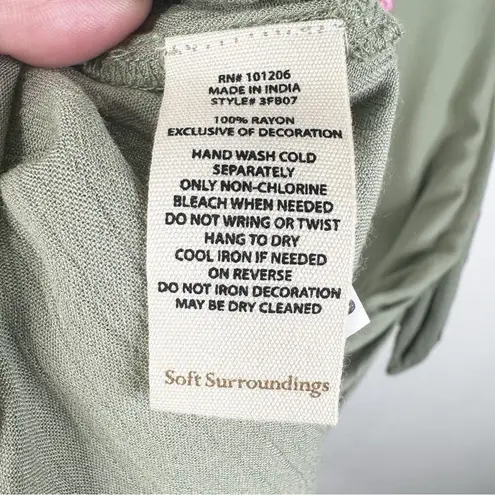 RN# 101206
MADE IN INDIA
STYLE# 3FB07
100% RAYON
EXCLUSIVE OF DECORATION
HAND WASH COLD
SEPARATELY
ONLY NON-CHLORINE
BLEACH WHEN NEEDED
DO NOT WRING OR TWIST
HANG TO DRY
COOL IRON IF NEEDED
ON REVERSE
DO NOT IRON DECORATION
MAY BE DRY CLEANED
Soft Surroundings